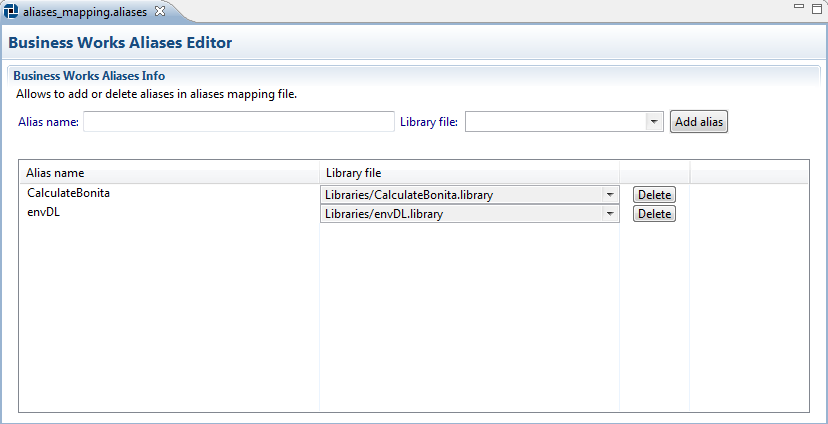 aliases_mapping.aliases
Business Works Aliases Editor
Business Works Aliases Info
Allows to add or delete aliases in aliases mapping file.
Alias name: Library file: Add alias
Alias name Library file
CalculateBonita Libraries/CalculateBonita.library Delete
envDL Libraries/envDL.library Delete